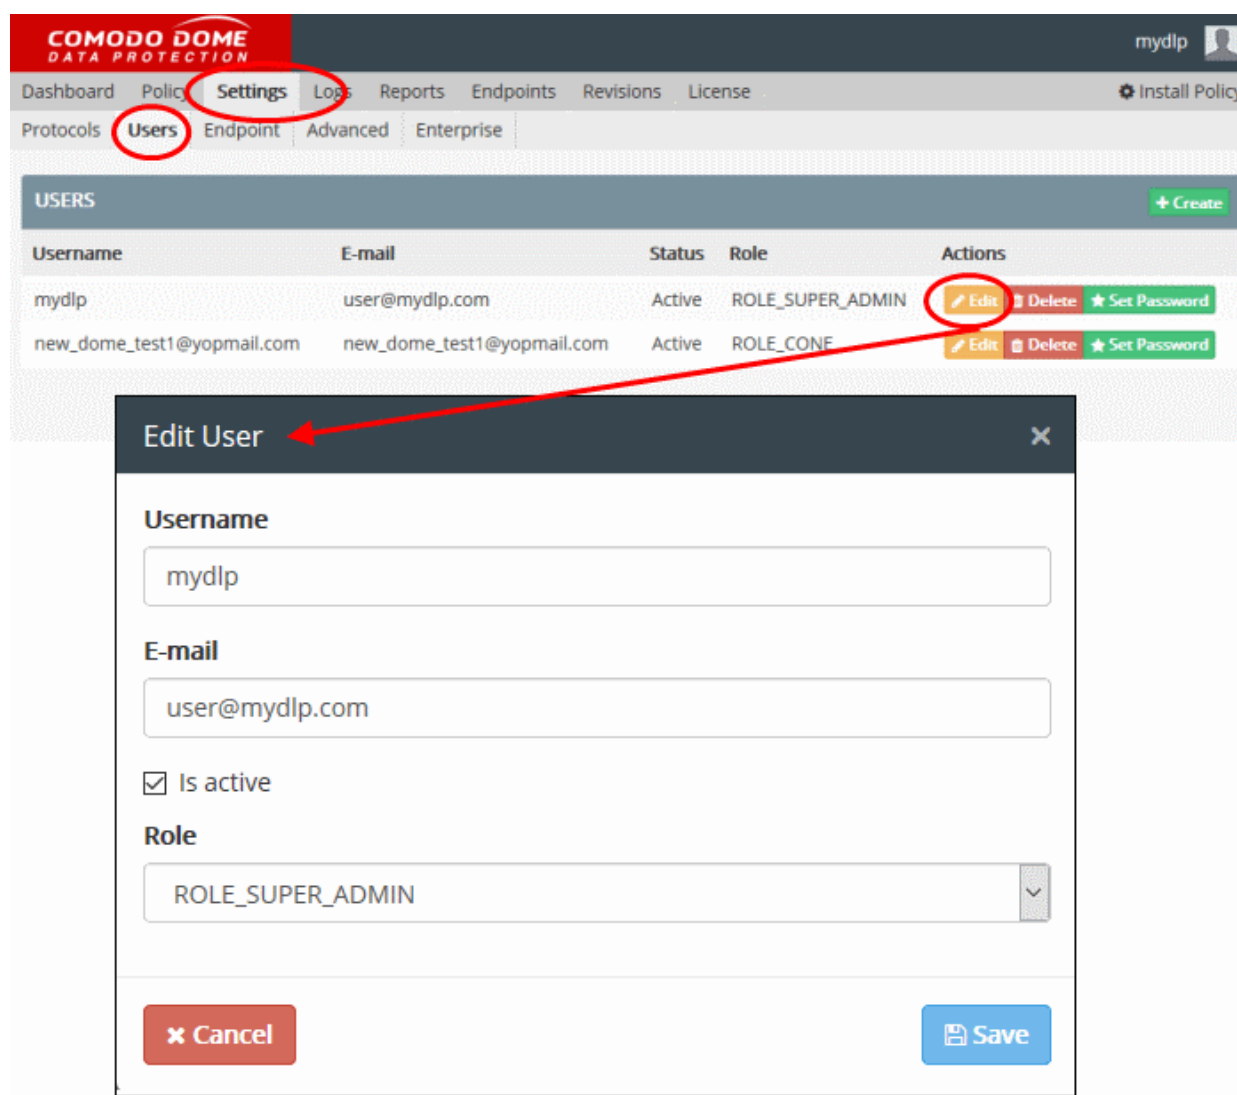 COMODO DOME
DATA PROTECTION
mydlp
Dashboard Policy Settings Logs Reports Endpoints Revisions License Install Policy
Protocols Users Endpoint Advanced Enterprise
USERS + Create
Username E-mail Status Role Actions
mydlp user@mydlp.com Active ROLE_SUPER_ADMIN Edit Delete Set Password
new_dome_test1@yopmail.com new_dome_test1@yopmail.com Active ROLE_CONE Edit Delete Set Password
Edit User ×
Username
mydlp
E-mail
user@mydlp.com
Is active
Role
ROLE_SUPER_ADMIN
Cancel Save